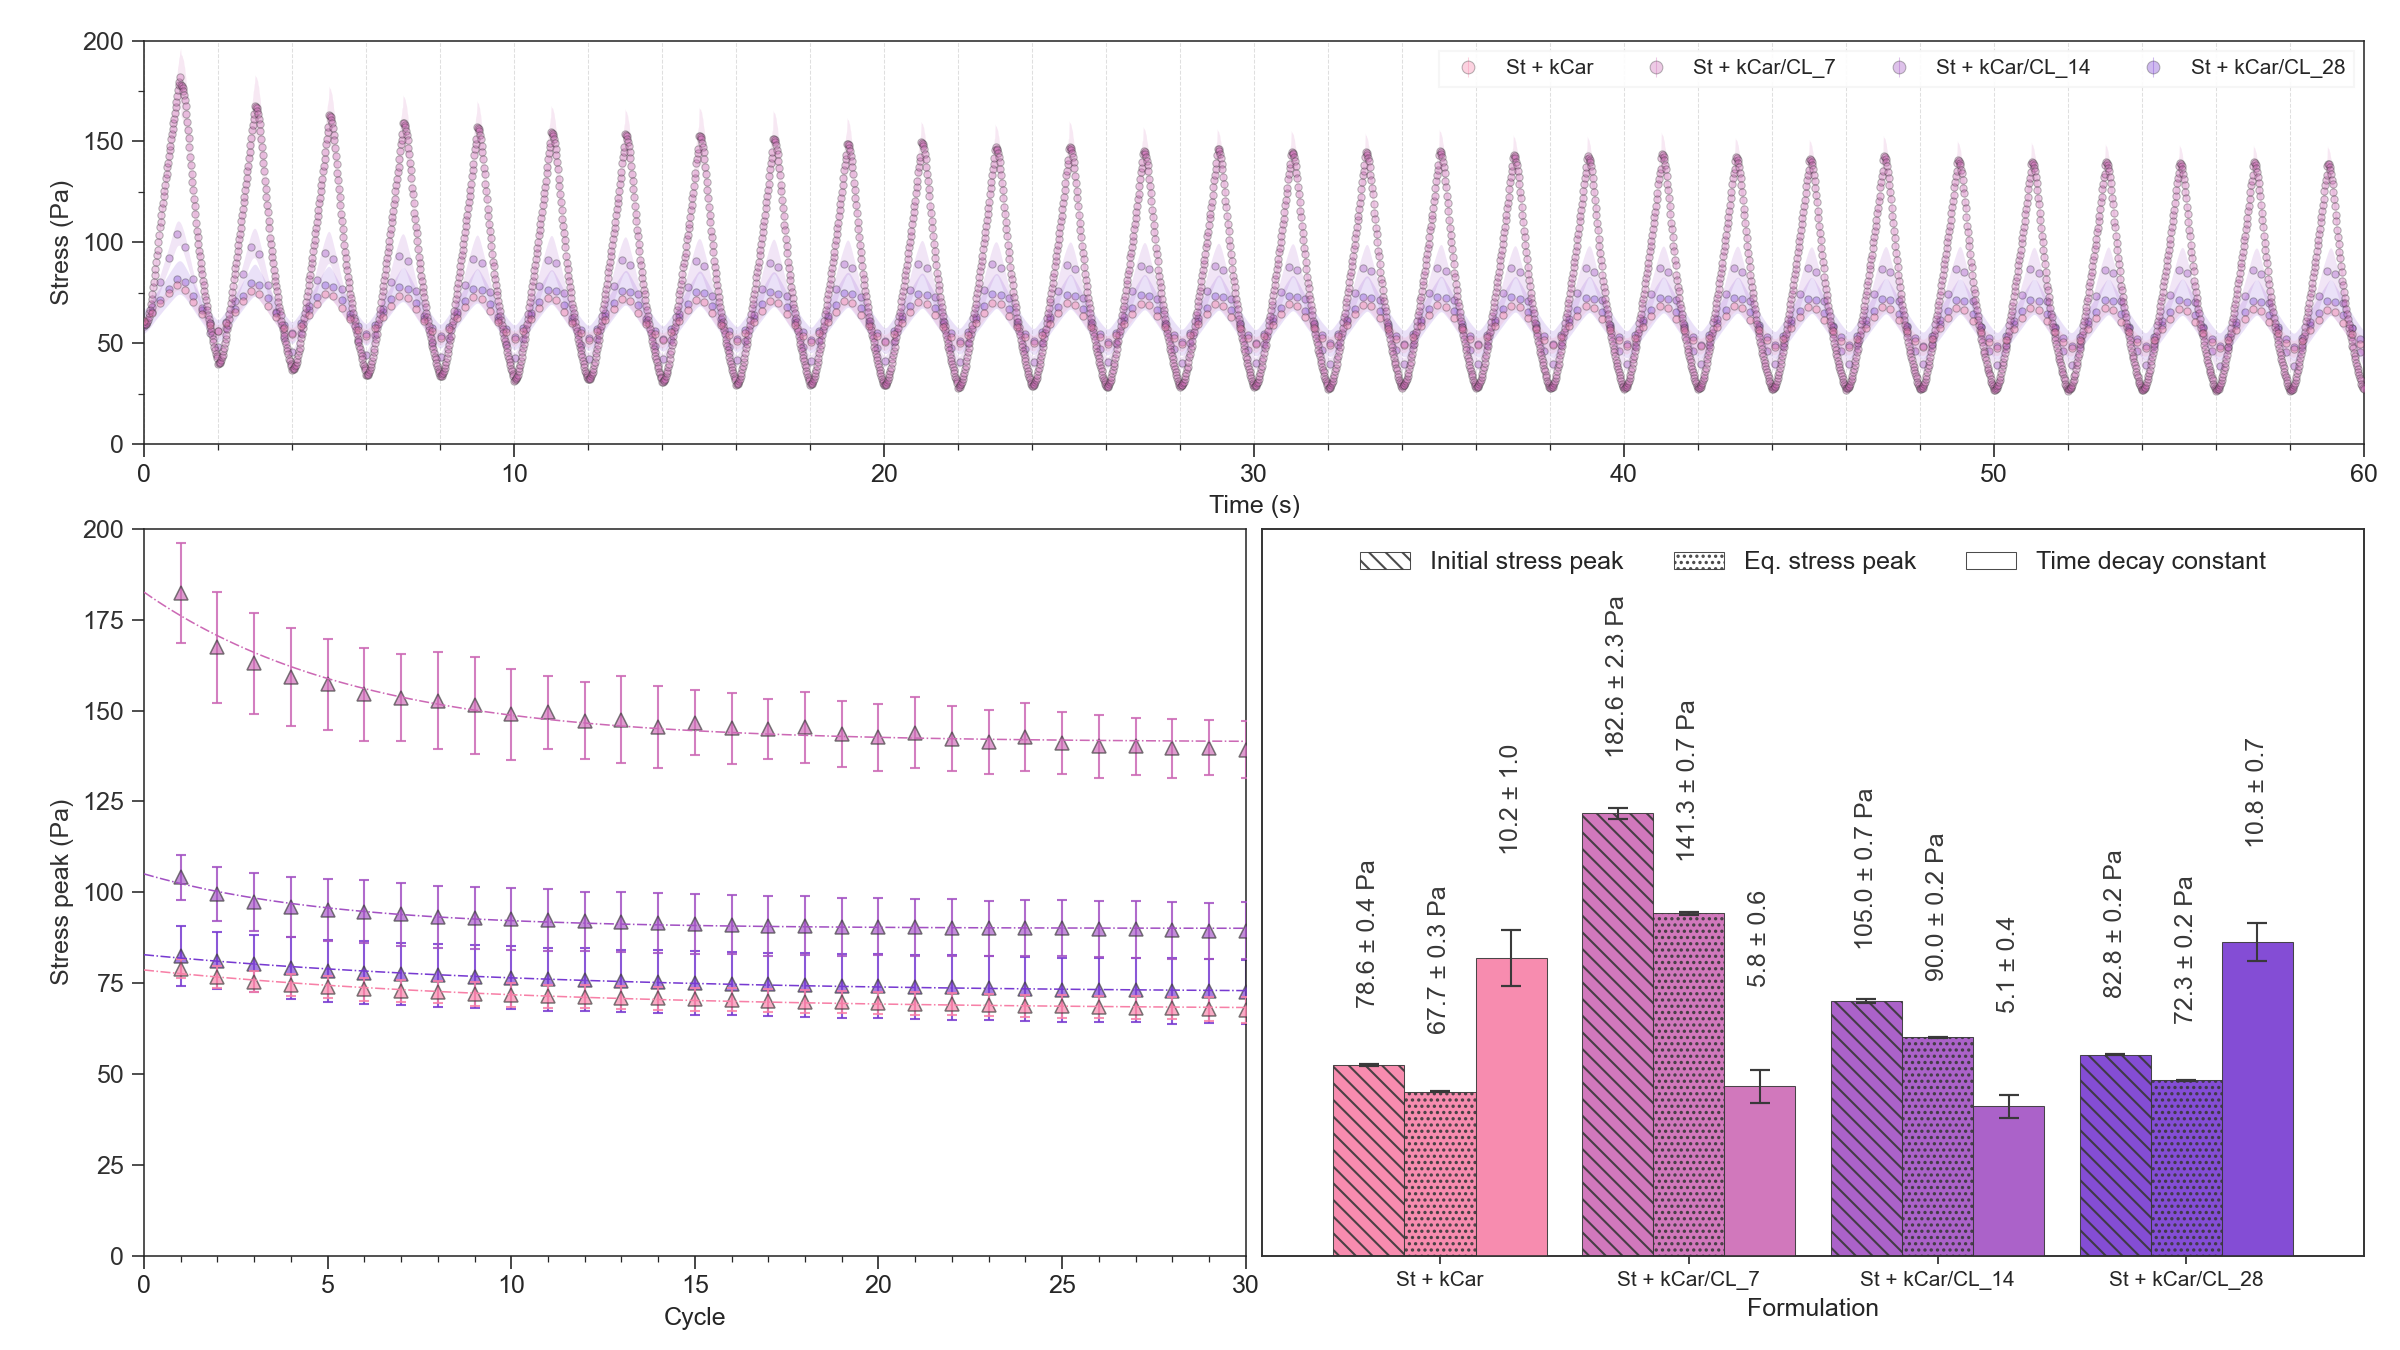 200
150
100
50
0
Stress (Pa)
St + kCar
St + kCar/CL_7
St + kCar/CL_14
St + kCar/CL_28
0
10
20
30
40
50
60
Time (s)
200
175
150
125
100
75
50
25
0
Stress peak (Pa)
0
5
10
15
20
25
30
Cycle
Initial stress peak
Eq. stress peak
Time decay constant
78.6 ± 0.4 Pa
67.7 ± 0.3 Pa
10.2 ± 1.0
182.6 ± 2.3 Pa
141.3 ± 0.7 Pa
5.8 ± 0.6
105.0 ± 0.7 Pa
90.0 ± 0.2 Pa
5.1 ± 0.4
82.8 ± 0.2 Pa
72.3 ± 0.2 Pa
10.8 ± 0.7
St + kCar
St + kCar/CL_7
St + kCar/CL_14
St + kCar/CL_28
Formulation